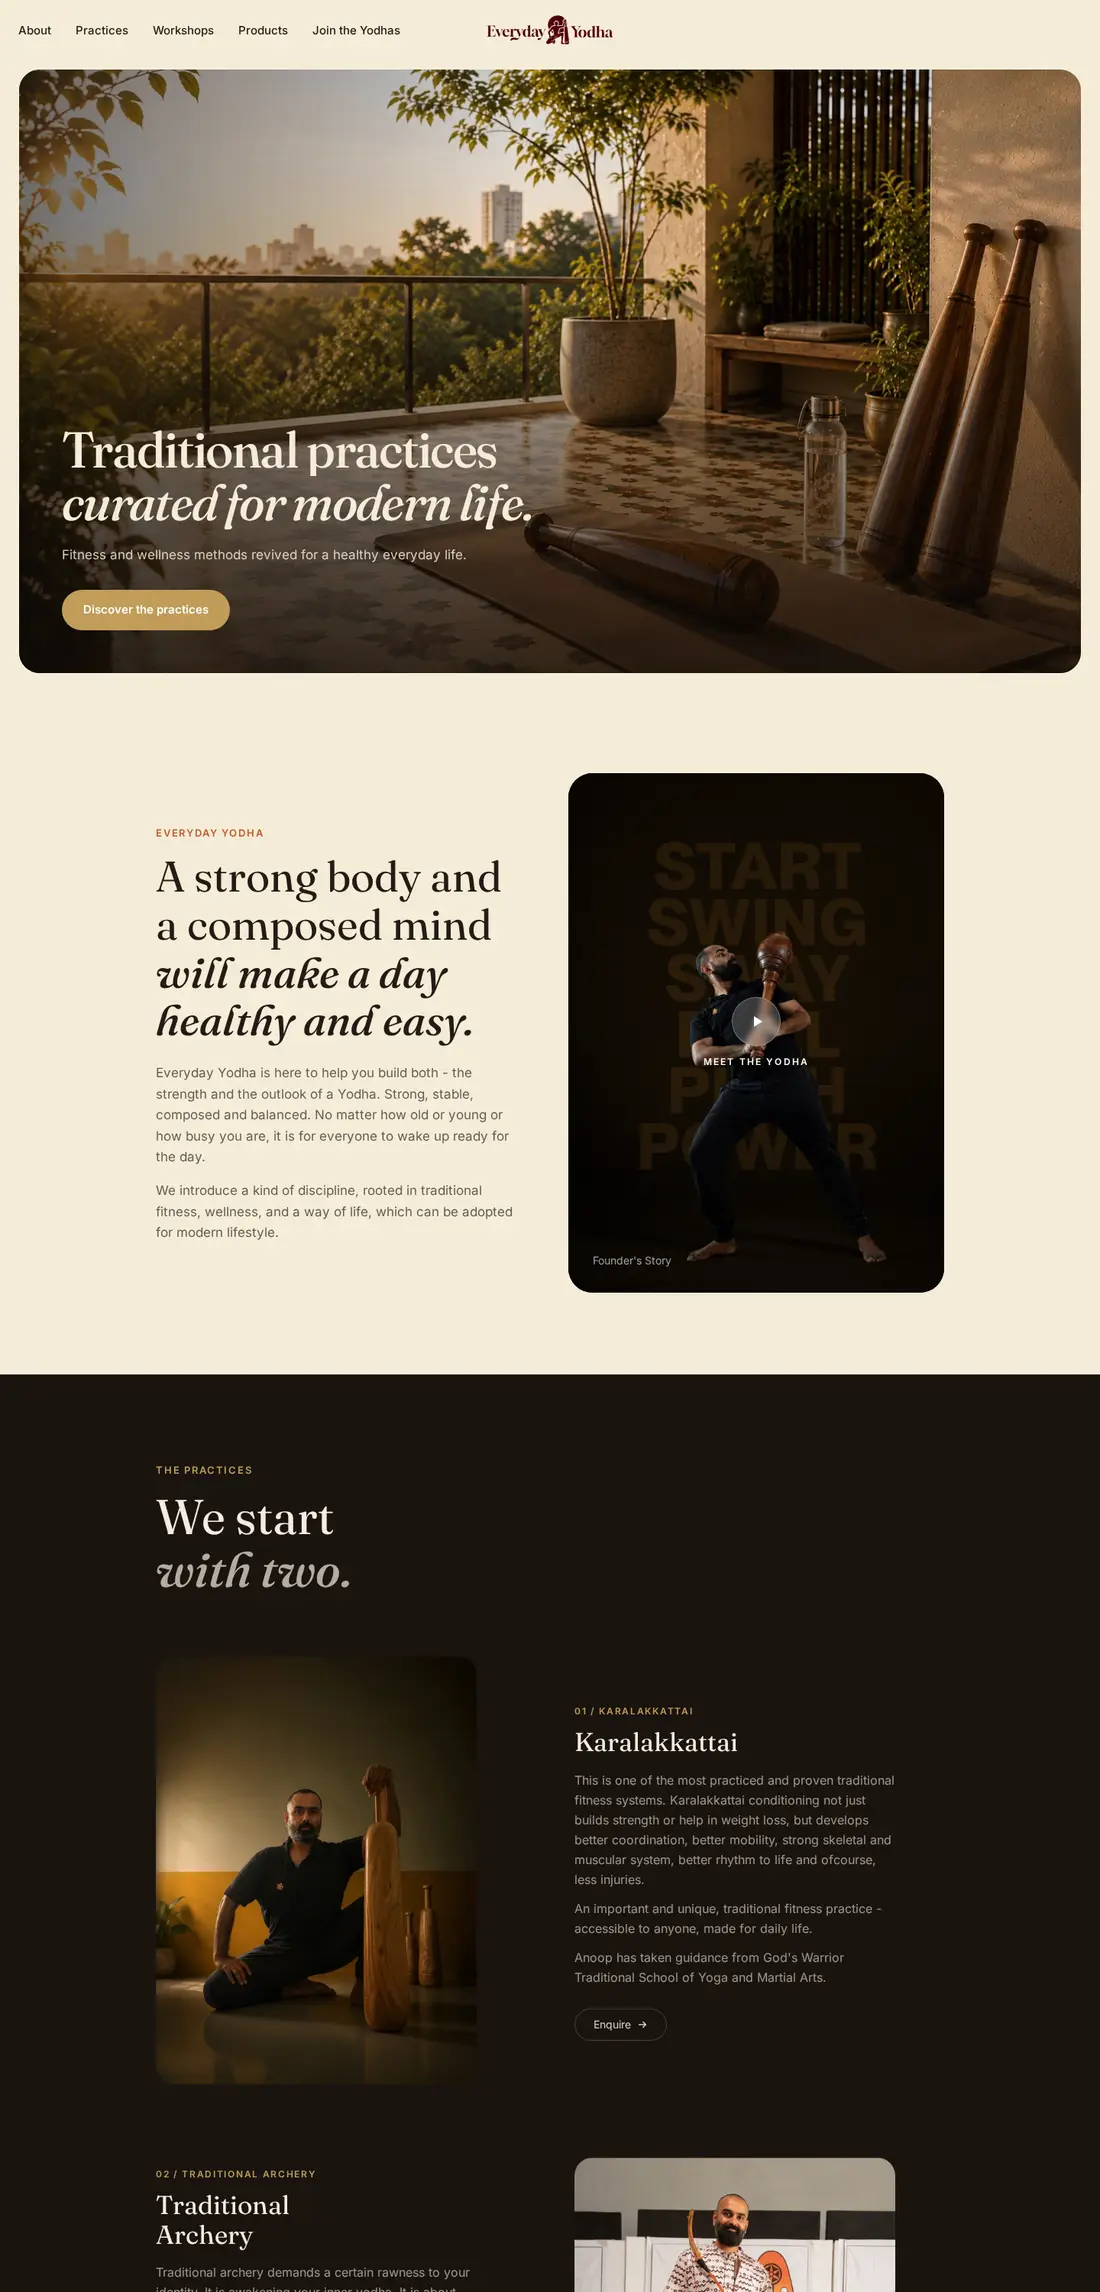 About
Practices
Workshops
Products
Join the Yodhas
Everyday Yodha
Traditional practices
curated for modern life.
Fitness and wellness methods revived for a healthy everyday life.
Discover the practices
EVERYDAY YODHA
A strong body and
a composed mind
will make a day
healthy and easy.
Everyday Yodha is here to help you build both - the
strength and the outlook of a Yodha. Strong, stable,
composed and balanced. No matter how old or young or
how busy you are, it is for everyone to wake up ready for
the day.
We introduce a kind of discipline, rooted in traditional
fitness, wellness, and a way of life, which can be adopted
for modern lifestyle.
START
SWING
POWER
MEET THE YODHA
Founder's Story
THE PRACTICES
We start
with two.
01 / KARALAKKATTAI
Karalakkattai
This is one of the most practiced and proven traditional
fitness systems. Karalakkattai conditioning not just
builds strength or help in weight loss, but develops
better coordination, better mobility, strong skeletal and
muscular system, better rhythm to life and ofcourse,
less injuries.
An important and unique, traditional fitness practice -
accessible to anyone, made for daily life.
Anoop has taken guidance from God's Warrior
Traditional School of Yoga and Martial Arts.
Enquire →
02 / TRADITIONAL ARCHERY
Traditional
Archery
Traditional archery demands a certain rawness to your
identity. It is awakening your inner yodha. It is about